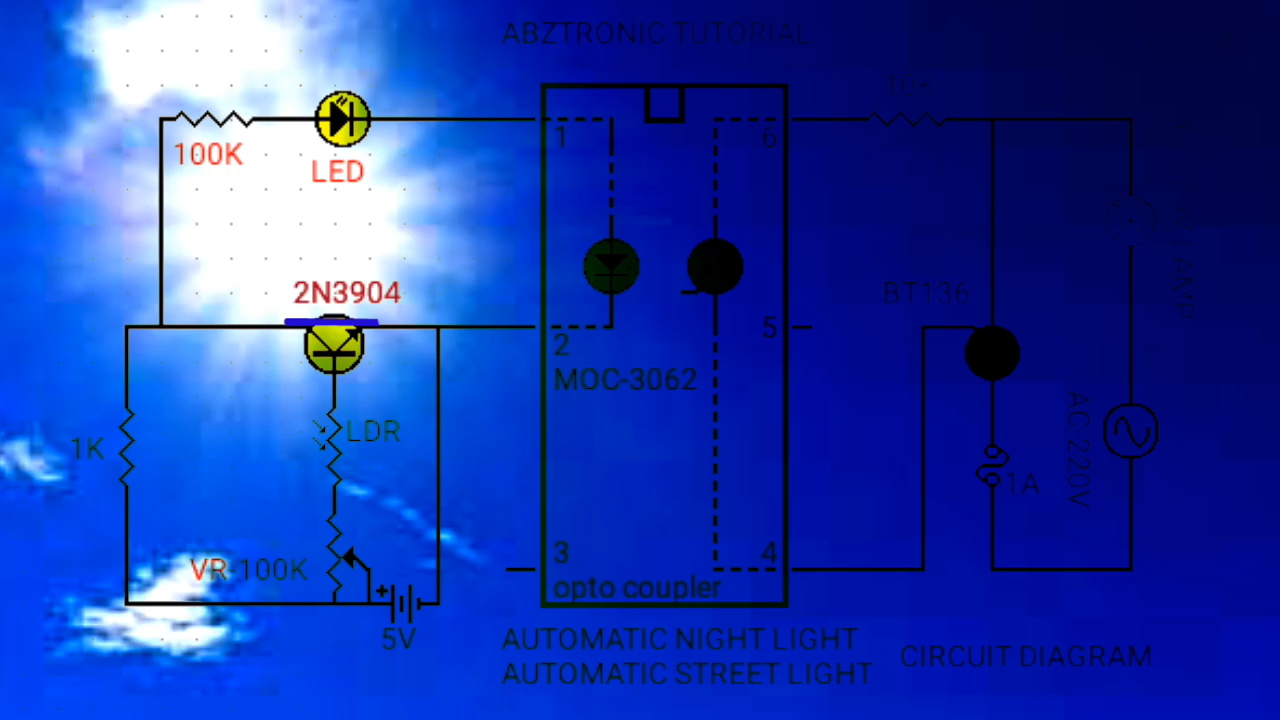 ABZTRONIC TUTORIAL
100K
LED
1
6
2N3904
BT136
LAMP
2
5
MOC-3062
1K
LDR
AC 220V
1A
3
4
VR 100K
opto coupler
5V
AUTOMATIC NIGHT LIGHT
AUTOMATIC STREET LIGHT
CIRCUIT DIAGRAM